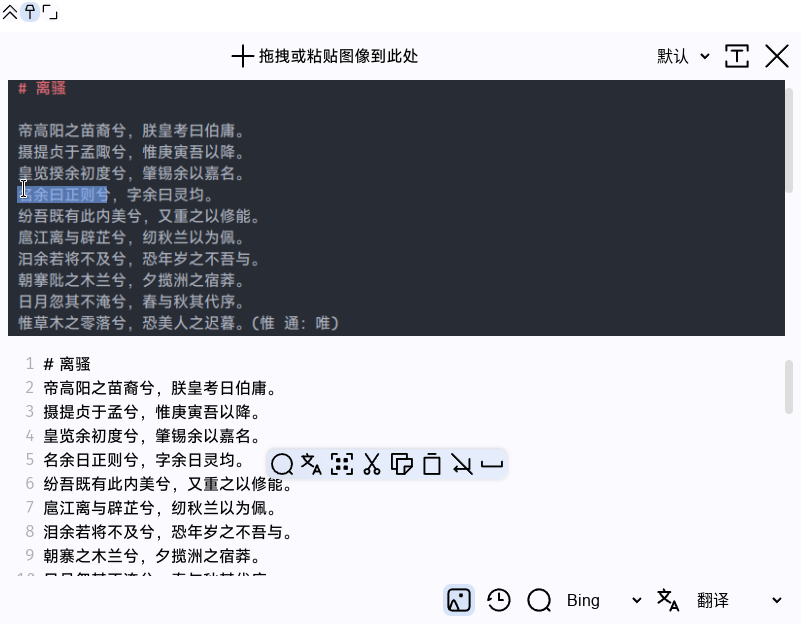 拖拽或粘贴图像到此处
默认
# 离骚
帝高阳之苗裔兮，朕皇考曰伯庸。
摄提贞于孟陬兮，惟庚寅吾以降。
皇览揆余初度兮，肇锡余以嘉名。
名余曰正则兮，字余曰灵均。
纷吾既有此内美兮，又重之以修能。
扈江离与辟芷兮，纫秋兰以为佩。
汩余若将不及兮，恐年岁之不吾与。
朝搴阰之木兰兮，夕揽洲之宿莽。
日月忽其不淹兮，春与秋其代序。
惟草木之零落兮，恐美人之迟暮。(惟 通：唯)
1 # 离骚
2 帝高阳之苗裔兮，朕皇考日伯庸。
3 摄提贞于孟兮，惟庚寅吾以降。
4 皇览余初度兮，肇锡余以嘉名。
5 名余日正则兮，字余日灵均。
6 纷吾既有此内美兮，又重之以修能。
7 扈江离与辟芷兮，纫秋兰以为佩。
8 泪余若将不及兮，恐年岁之不吾与。
9 朝寨之木兰兮，夕揽洲之宿莽。
Bing
翻译